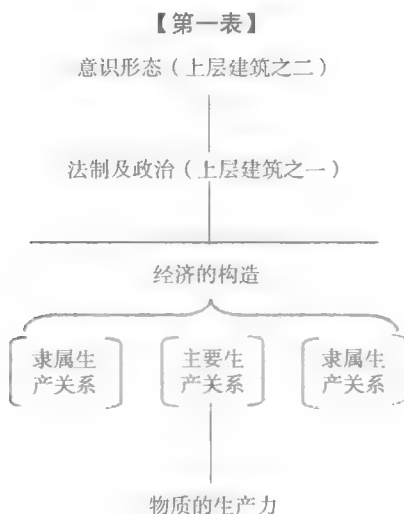 【第一表】
意识形态（上层建筑之二）
法制及政治（上层建筑之一）
经济的构造
隶属生产关系
主要生产关系
隶属生产关系
物质的生产力